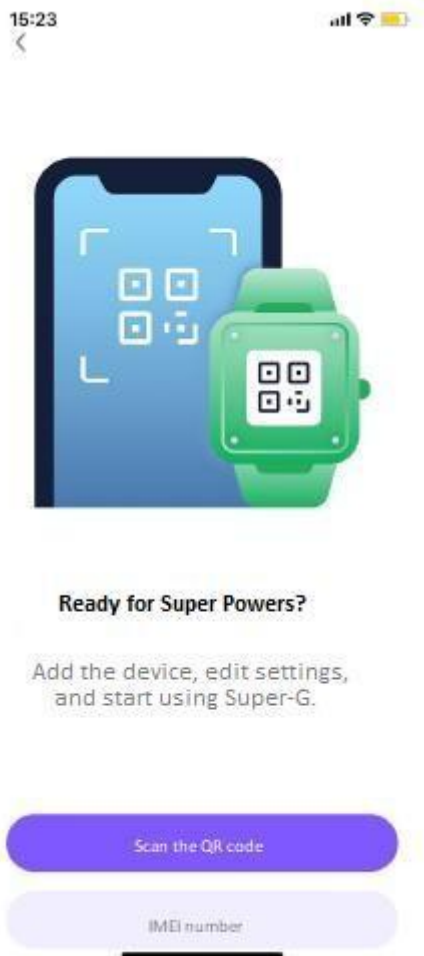 15:23
Ready for Super Powers?
Add the device, edit settings,
and start using Super-G.
Scan the QR code
IMEI number